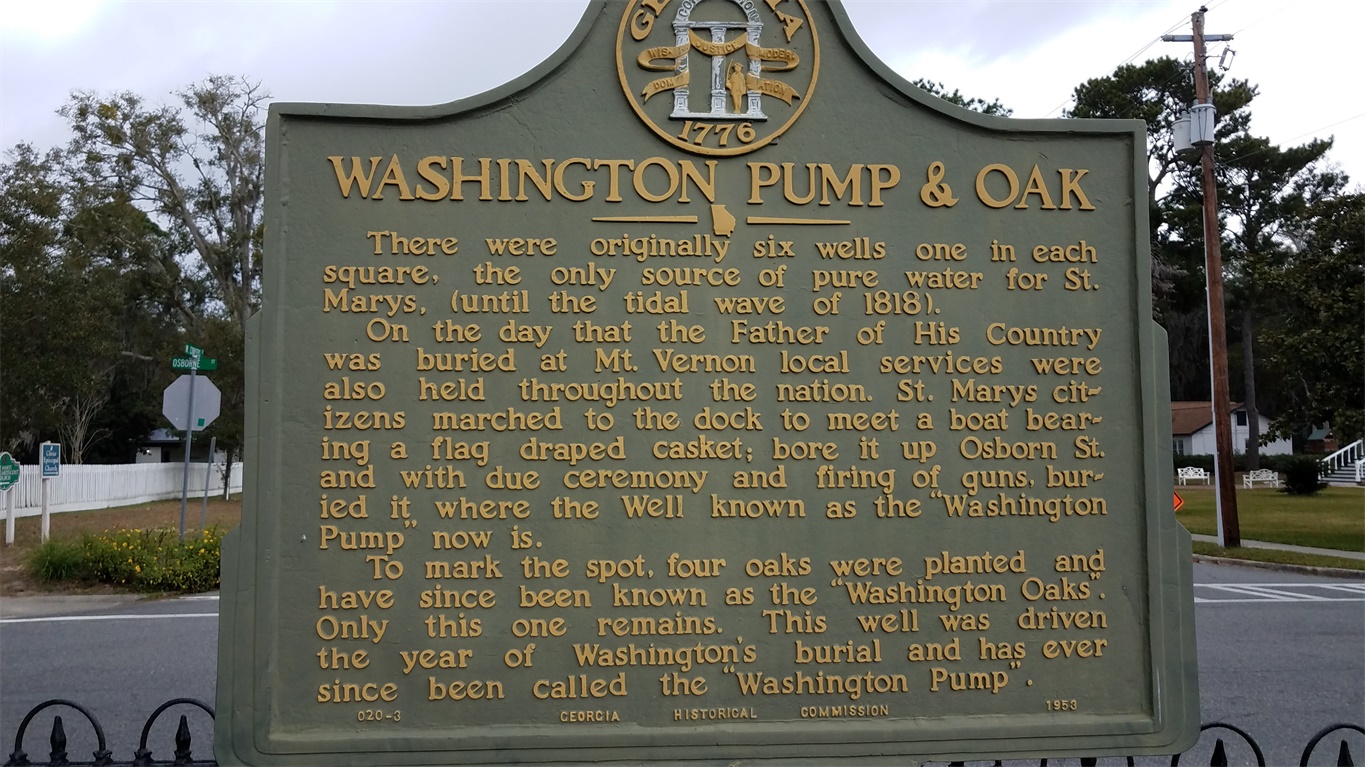 GEORGIA
CONSTITUTION
WISDOM JUSTICE MODERATION
1776
WASHINGTON PUMP & OAK
There were originally six wells one in each
square, the only source of pure water for St.
Marys, (until the tidal wave of 1818).
On the day that the Father of His Country
was buried at Mt. Vernon local services were
also held throughout the nation. St. Marys cit-
izens marched to the dock to meet a boat bear-
ing a flag draped casket; bore it up Osborn St.
and with due ceremony and firing of guns, bur-
ied it where the Well known as the "Washington
Pump" now is.
To mark the spot, four oaks were planted and
have since been known as the "Washington Oaks".
Only this one remains. This well was driven
the year of Washington's burial and has ever
since been called the "Washington Pump".
020-3 GEORGIA HISTORICAL COMMISSION 1953
OSBORNE ST
Episcopal
Church